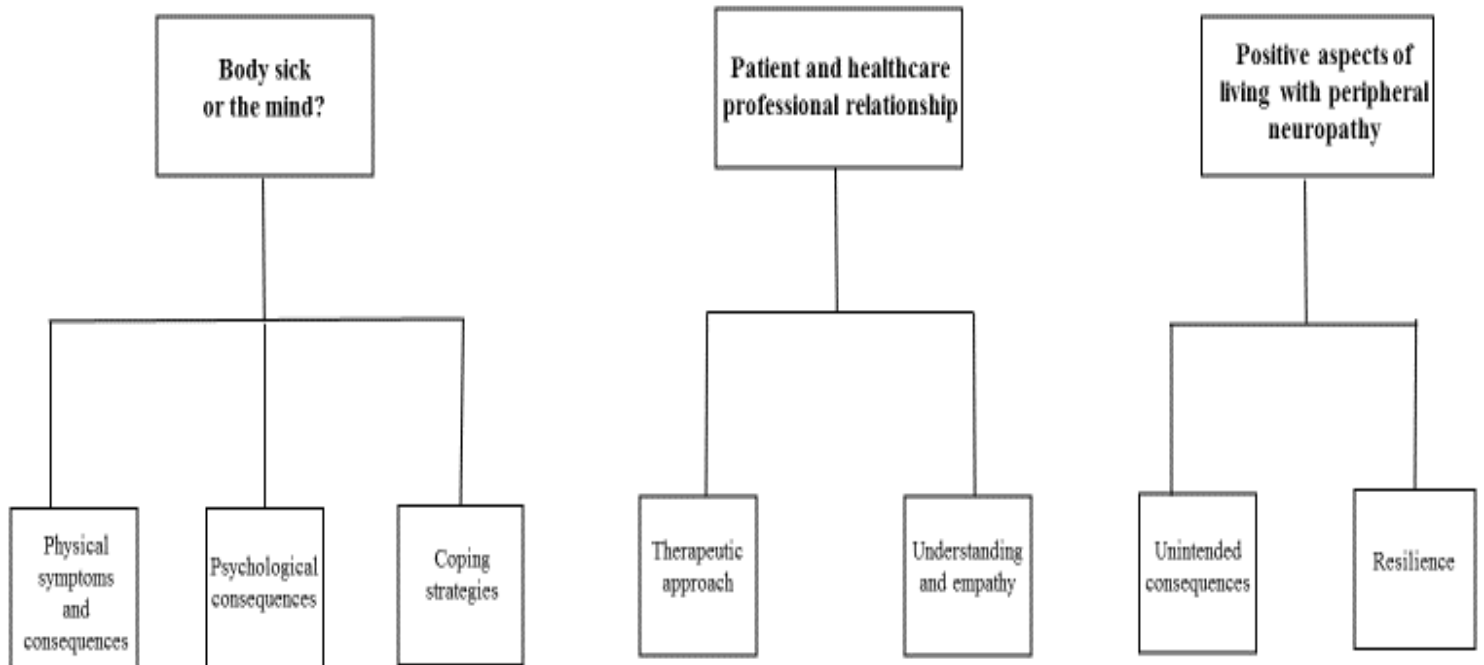 Body sick
or the mind?
Patient and healthcare
professional relationship
Positive aspects of
living with peripheral
neuropathy
Physical
symptoms
and
consequences
Psychological
consequences
Coping
strategies
Therapeutic
approach
Understanding
and empathy
Unintended
consequences
Resilience